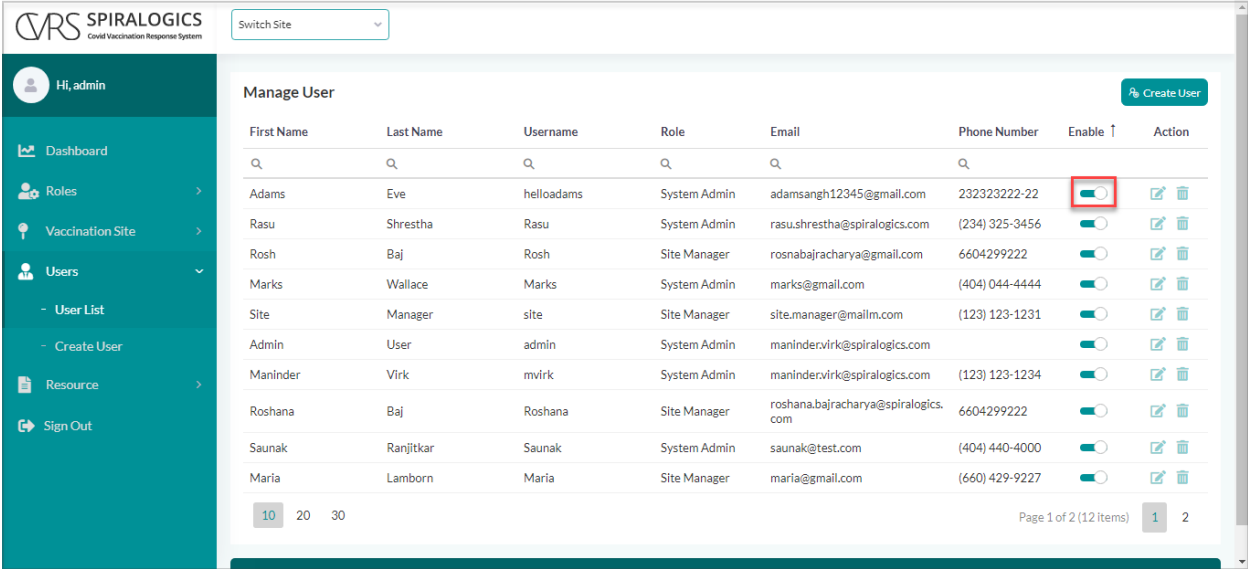 CVRS SPIRALOGICS
Covid Vaccination Response System
Switch Site
Hi, admin
Dashboard
Roles
Vaccination Site
Users
- User List
- Create User
Resource
Sign Out
Manage User
Create User
First Name Last Name Username Role Email Phone Number Enable ↑ Action
Adams Eve helloadams System Admin adamsangh12345@gmail.com 232323222-22
Rasu Shrestha Rasu System Admin rasu.shrestha@spiralogics.com (234) 325-3456
Rosh Baj Rosh Site Manager rosnabajracharya@gmail.com 6604299222
Marks Wallace Marks System Admin marks@gmail.com (404) 044-4444
Site Manager site Site Manager site.manager@mailm.com (123) 123-1231
Admin User admin System Admin maninder.virk@spiralogics.com
Maninder Virk mvirk System Admin maninder.virk@spiralogics.com (123) 123-1234
Roshana Baj Roshana Site Manager roshana.bajracharya@spiralogics. 6604299222
com
Saunak Ranjitkar Saunak System Admin saunak@test.com (404) 440-4000
Maria Lamborn Maria Site Manager maria@gmail.com (660) 429-9227
10 20 30 Page 1 of 2 (12 items) 1 2